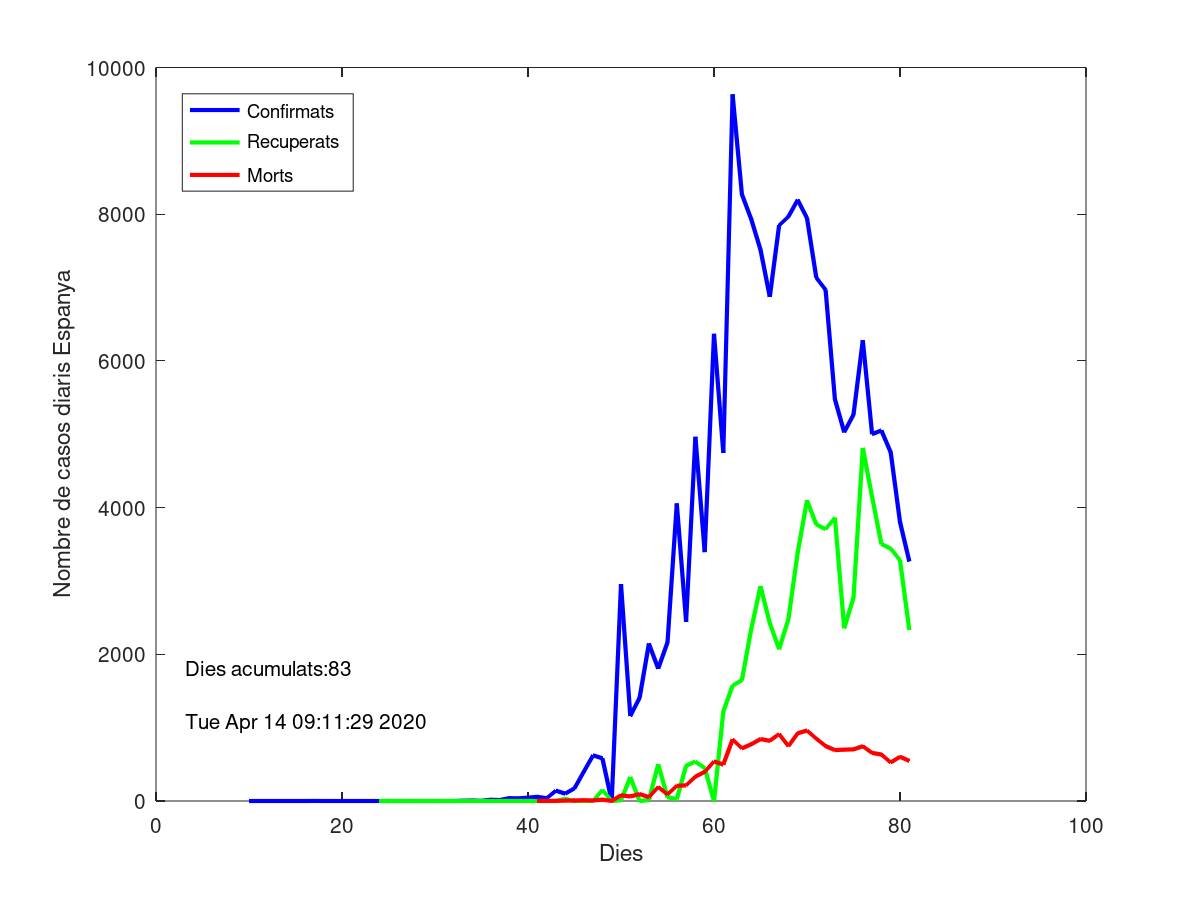 10000
8000
6000
4000
2000
0
Nombre de casos diaris Espanya
Confirmats
Recuperats
Morts
Dies acumulats:83
Tue Apr 14 09:11:29 2020
0 20 40 60 80 100
Dies